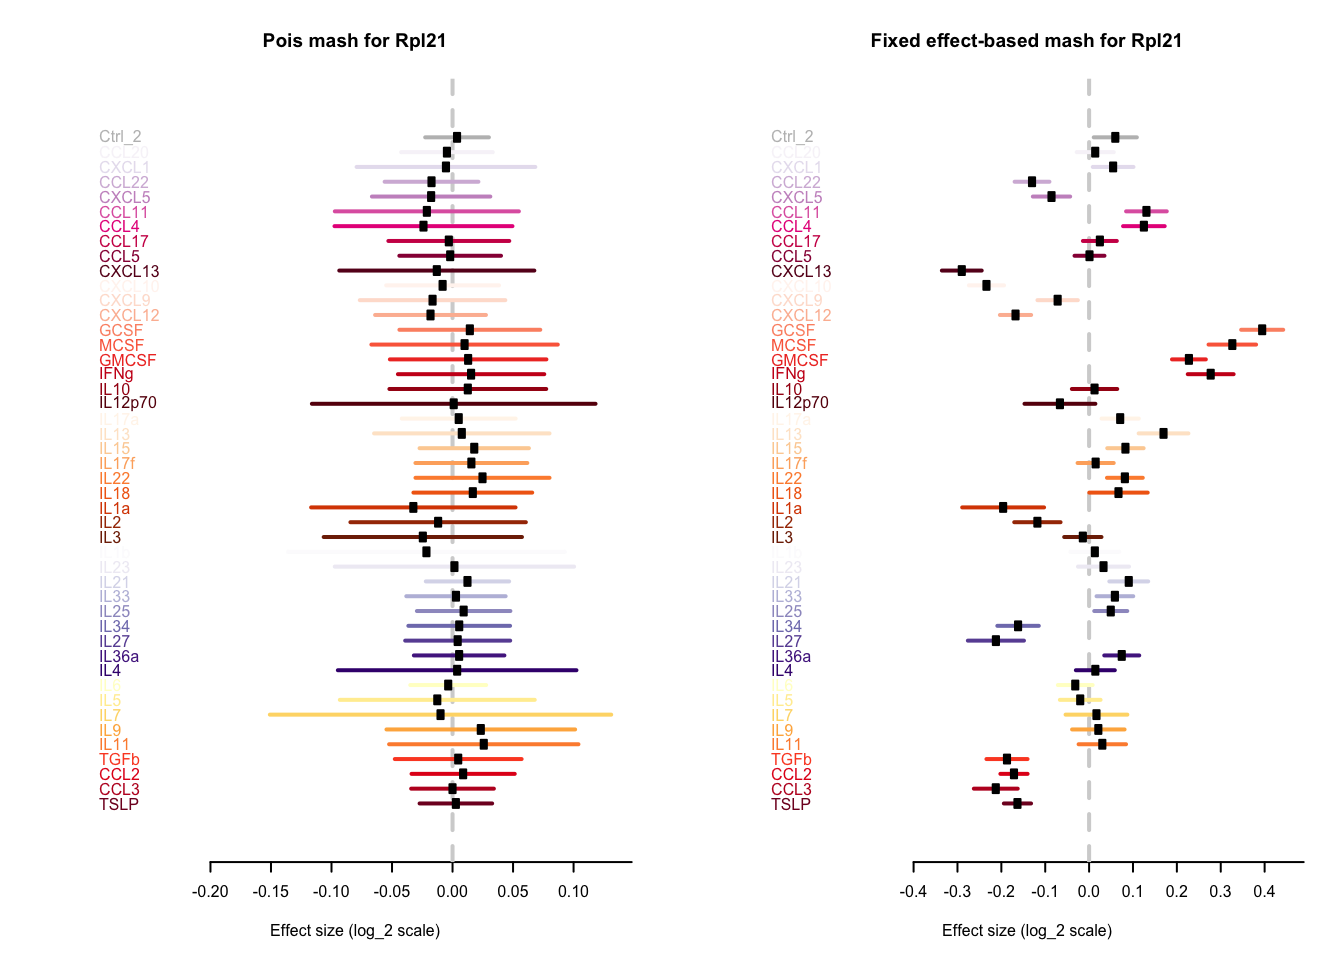 Pois mash for Rpl21
Ctrl_2
CCL20
CXCL1
CCL22
CXCL5
CCL11
CCL4
CCL17
CCL5
CXCL13
CXCL10
CXCL9
CXCL12
GCSF
MCSF
GMCSF
IFNg
IL10
IL12p70
IL17a
IL13
IL15
IL17f
IL22
IL18
IL1a
IL2
IL3
IL23
IL21
IL33
IL25
IL34
IL27
IL36a
IL4
IL5
IL7
IL9
IL11
TGFb
CCL2
CCL3
TSLP
-0.20 -0.15 -0.10 -0.05 0.00 0.05 0.10
Effect size (log_2 scale)
Fixed effect-based mash for Rpl21
Ctrl_2
CCL20
CXCL1
CCL22
CXCL5
CCL11
CCL4
CCL17
CCL5
CXCL13
CXCL10
CXCL9
CXCL12
GCSF
MCSF
GMCSF
IFNg
IL10
IL12p70
IL17a
IL13
IL15
IL17f
IL22
IL18
IL1a
IL2
IL3
IL23
IL21
IL33
IL25
IL34
IL27
IL36a
IL4
IL5
IL7
IL9
IL11
TGFb
CCL2
CCL3
TSLP
-0.4 -0.3 -0.2 -0.1 0.0 0.1 0.2 0.3 0.4
Effect size (log_2 scale)